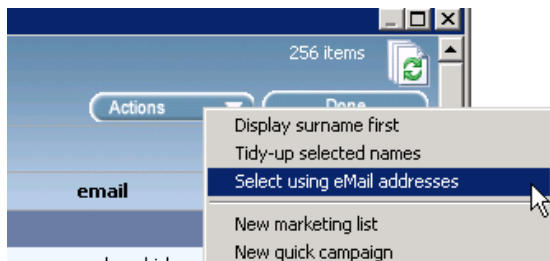 256 items
Actions
Done
Display surname first
Tidy-up selected names
Select using eMail addresses
email
New marketing list
New quick campaign